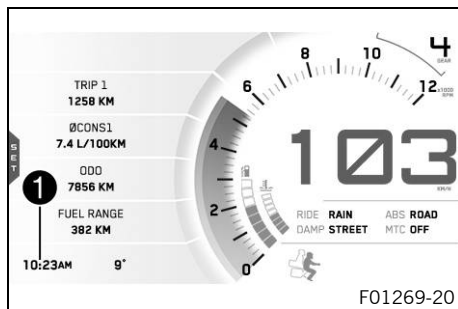 4
GEAR
TRIP 1
1258 KM
ØCONS1
7.4 L/100KM
ODO
7856 KM
FUEL RANGE
382 KM
SET
1
10:23AM 9°
0
2
4
6
8
10
12
x1000
RPM
103
KM/H
RIDE RAIN ABS ROAD
DAMP STREET MTC OFF
F01269-20